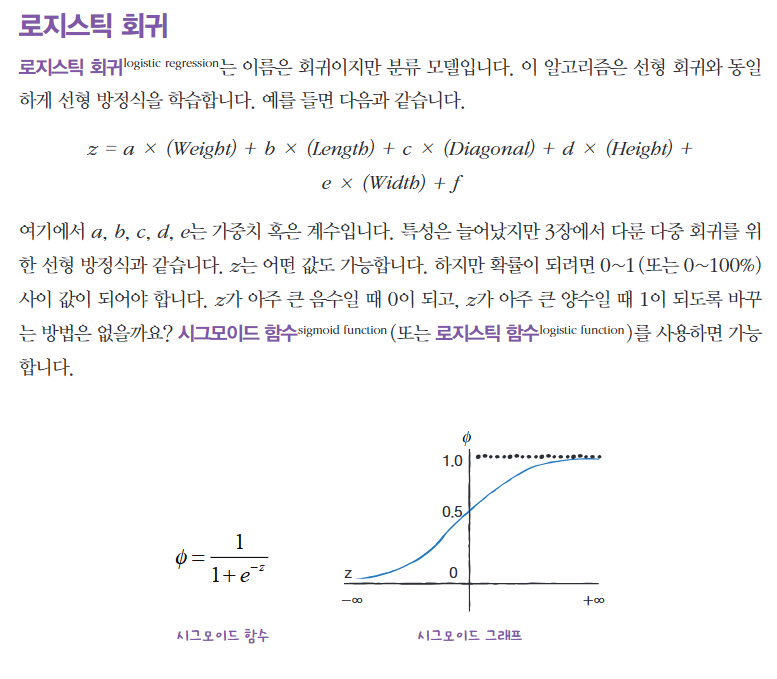 로지스틱 회귀
로지스틱 회귀logistic regression는 이름은 회귀이지만 분류 모델입니다. 이 알고리즘은 선형 회귀와 동일
하게 선형 방정식을 학습합니다. 예를 들면 다음과 같습니다.
z = a × (Weight) + b × (Length) + c × (Diagonal) + d × (Height) +
e × (Width) + f
여기에서 a, b, c, d, e는 가중치 혹은 계수입니다. 특성은 늘어났지만 3장에서 다룬 다중 회귀를 위
한 선형 방정식과 같습니다. z는 어떤 값도 가능합니다. 하지만 확률이 되려면 0~1(또는 0~100%)
사이 값이 되어야 합니다. z가 아주 큰 음수일 때 0이 되고, z가 아주 큰 양수일 때 1이 되도록 바꾸
는 방법은 없을까요? 시그모이드 함수sigmoid function(또는 로지스틱 함수logistic function)를 사용하면 가능
합니다.
ϕ = 1 / 1 + e^-z
시그모이드 함수
ϕ
1.0
0.5
z 0
−∞ +∞
시그모이드 그래프